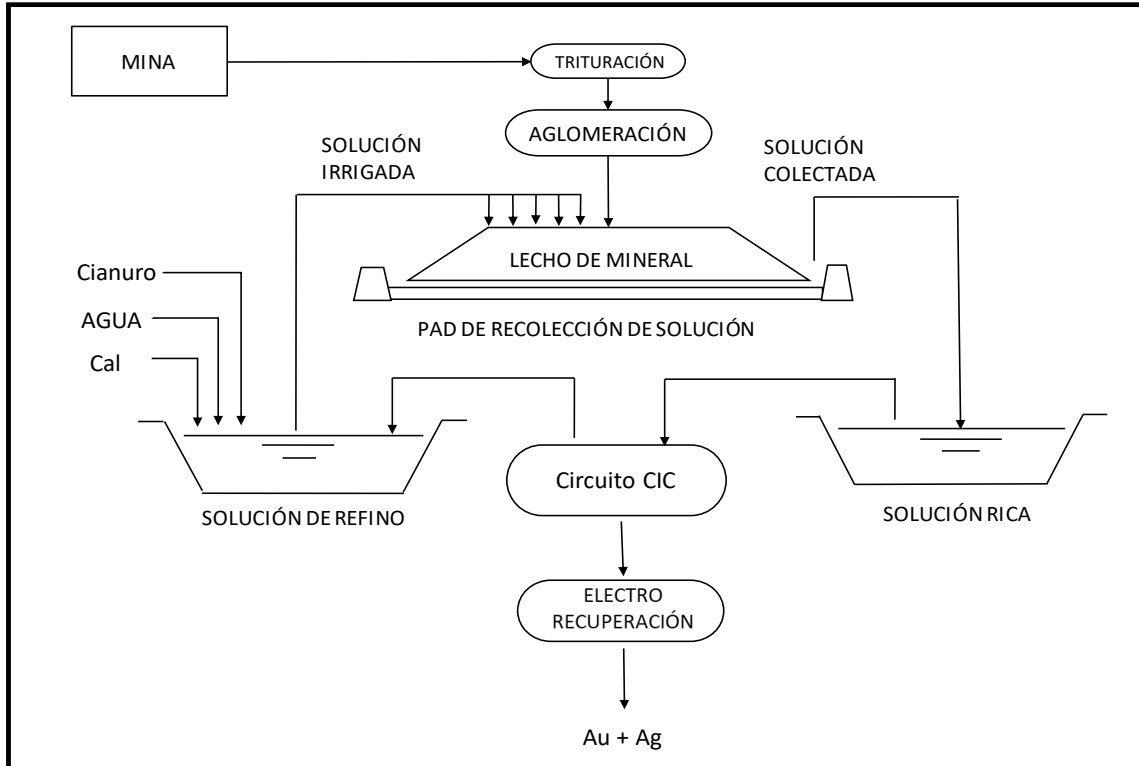 MINA
TRITURACIÓN
AGLOMERACIÓN
SOLUCIÓN
IRRIGADA
SOLUCIÓN
COLECTADA
LECHO DE MINERAL
Cianuro
AGUA
Cal
PAD DE RECOLECCIÓN DE SOLUCIÓN
Circuito CIC
SOLUCIÓN DE REFINO
SOLUCIÓN RICA
ELECTRO
RECUPERACIÓN
Au + Ag